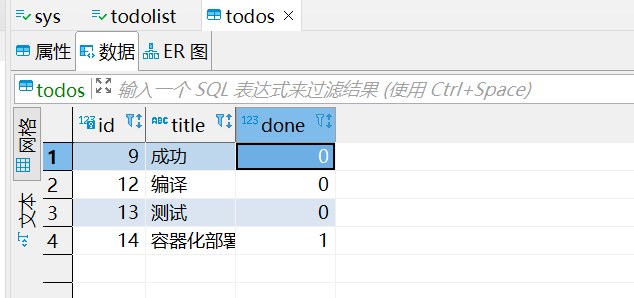 sys todolist todos
属性 数据 ER 图
todos 输入一个 SQL 表达式来过滤结果 (使用 Ctrl+Space)
网格
文本
123 id ABC title 123 done
1 9 成功 0
2 12 编译 0
3 13 测试 0
4 14 容器化部署 1